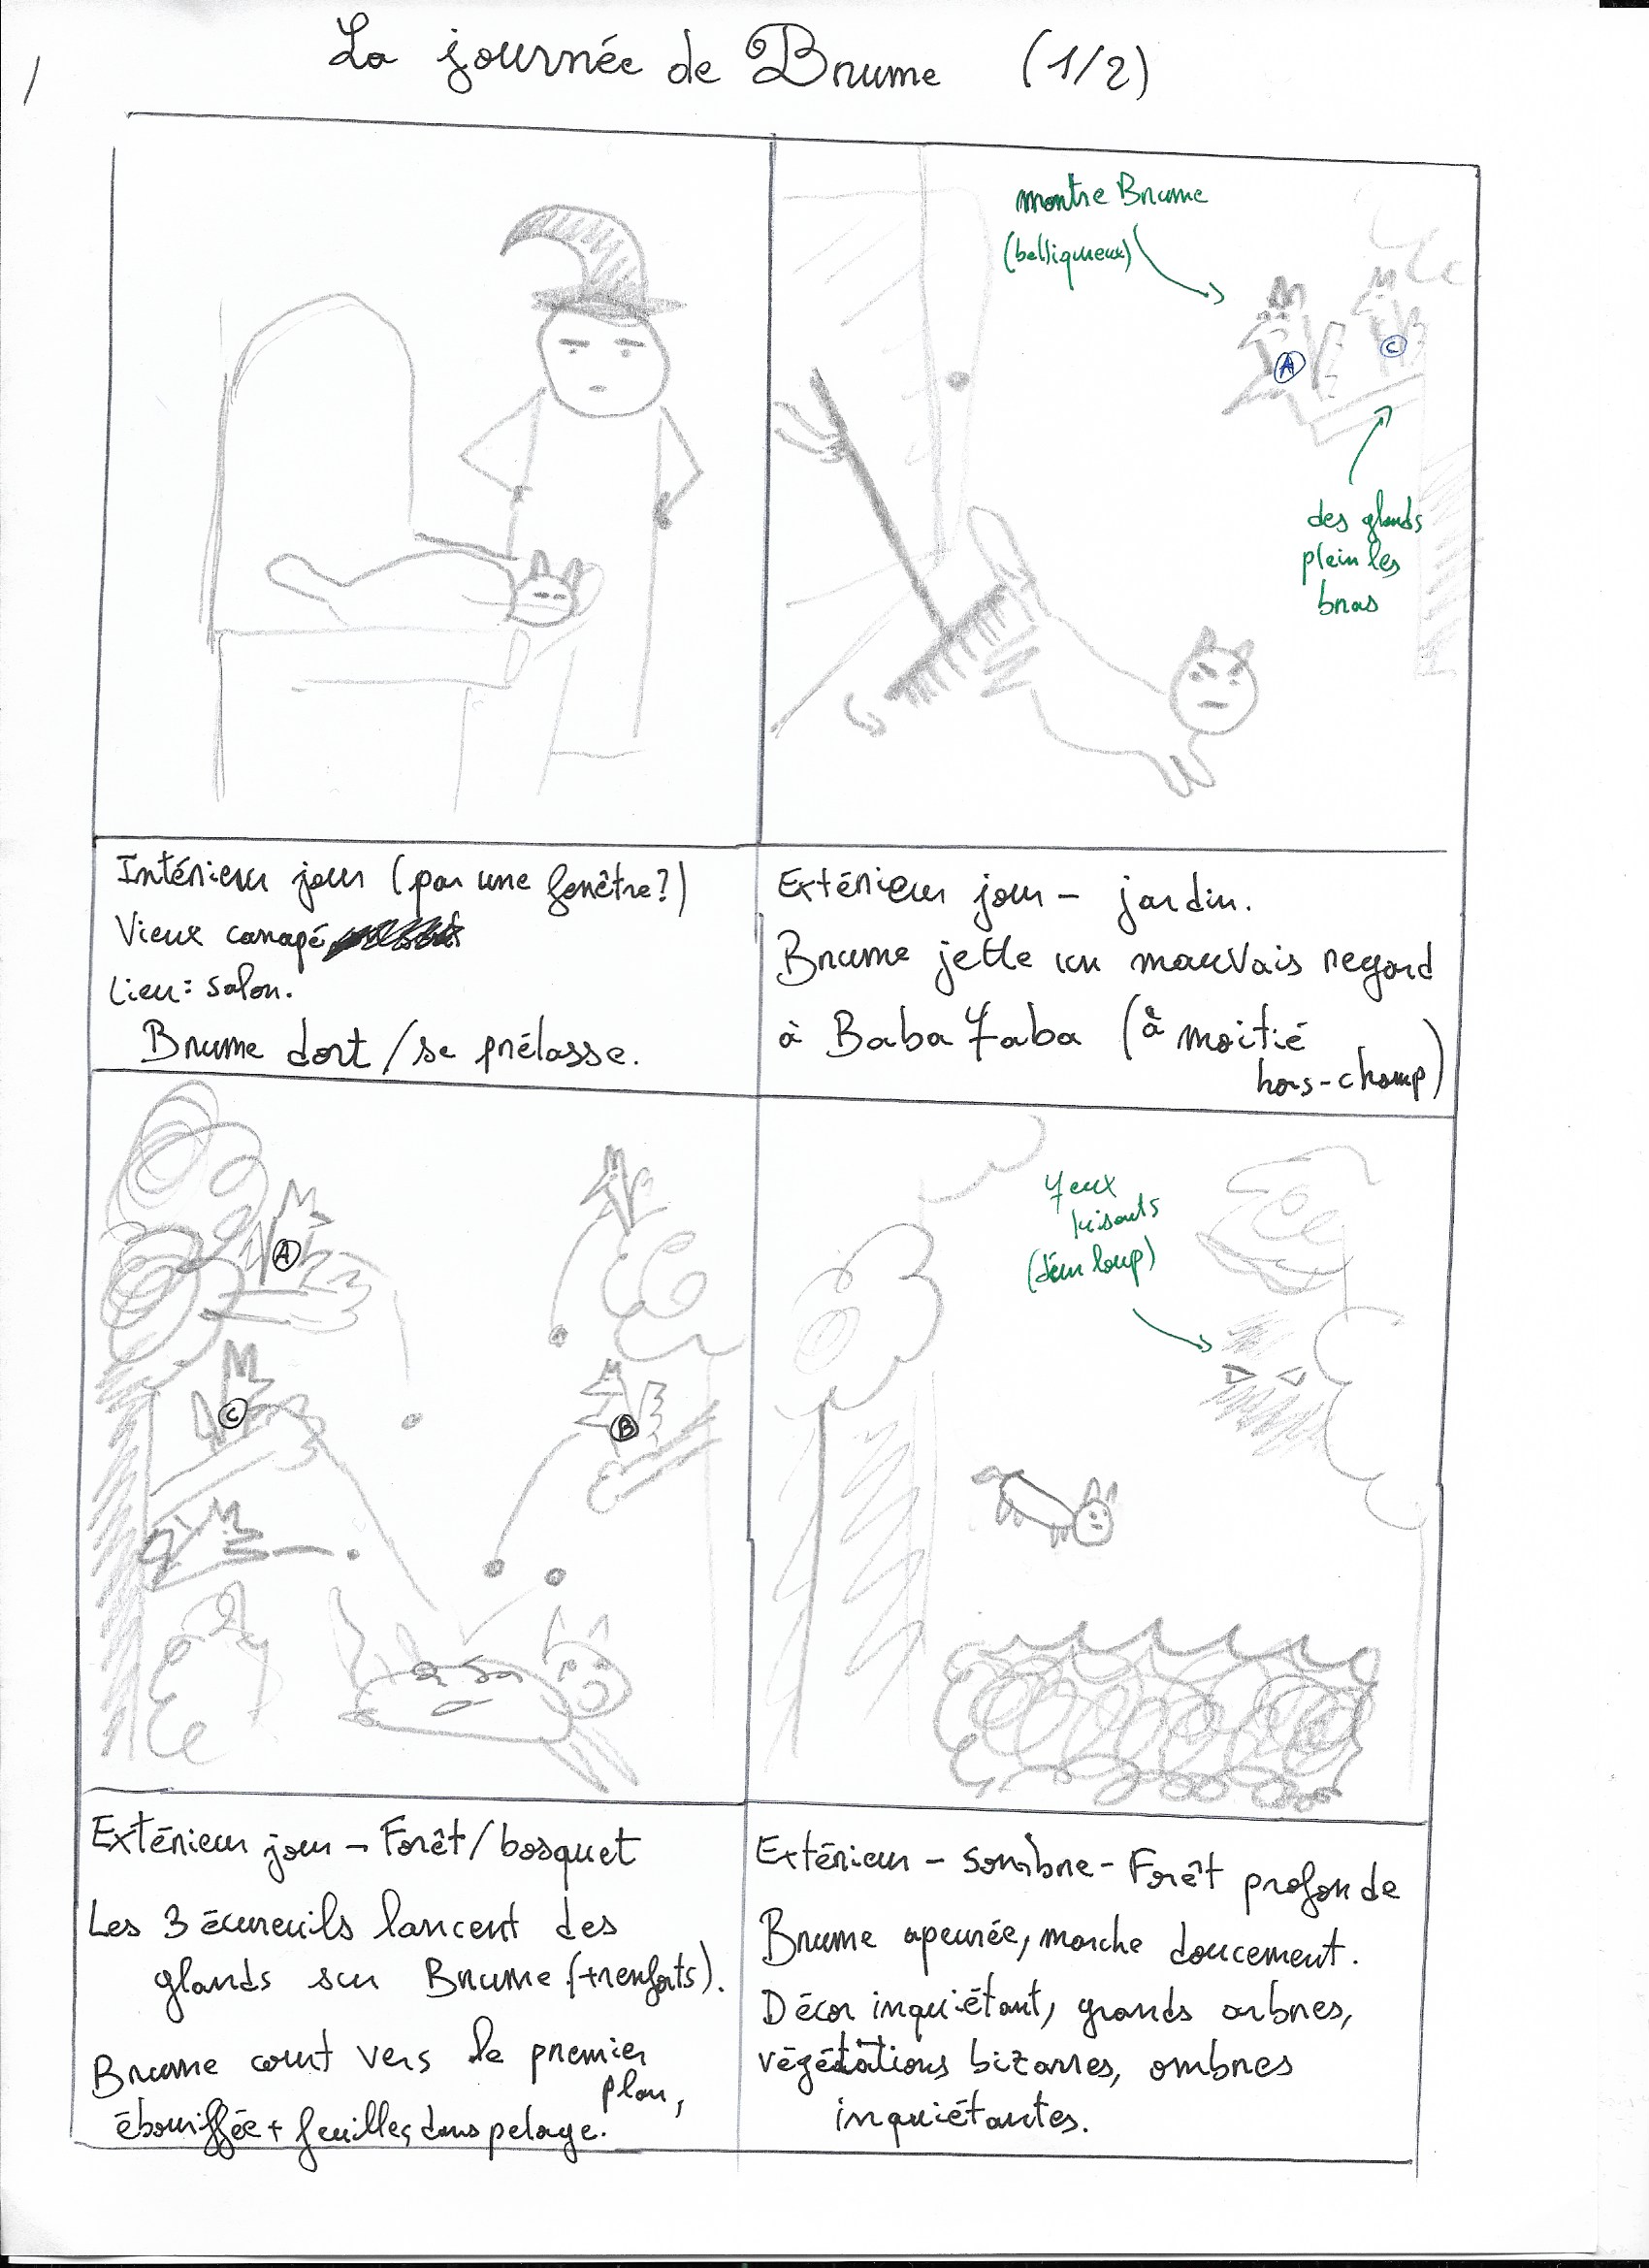 La journée de Brume (1/2)
montre Brume
(belliqueux)
A
C
des glands
plein les
bras
Intérieur jour (par une fenêtre?)
Vieux canapé
Lieu: salon.
Brume dort / se prélasse.
Extérieur jour - jardin.
Brume jette un mauvais regard
à Baba Yaba (à moitié
hors-champ)
A
C
B
Yeux
luisants
(d'un loup)
Extérieur jour - Forêt/bosquet
Les 3 écureuils lancent des
glands sur Brume (+renforts).
Brume court vers le premier
plan,
ébouriffée + feuilles dans pelage.
Extérieur - sombre - Forêt profonde
Brume apeurée, marche doucement.
Décor inquiétant, grands arbres,
végétations bizarres, ombres
inquiétantes.